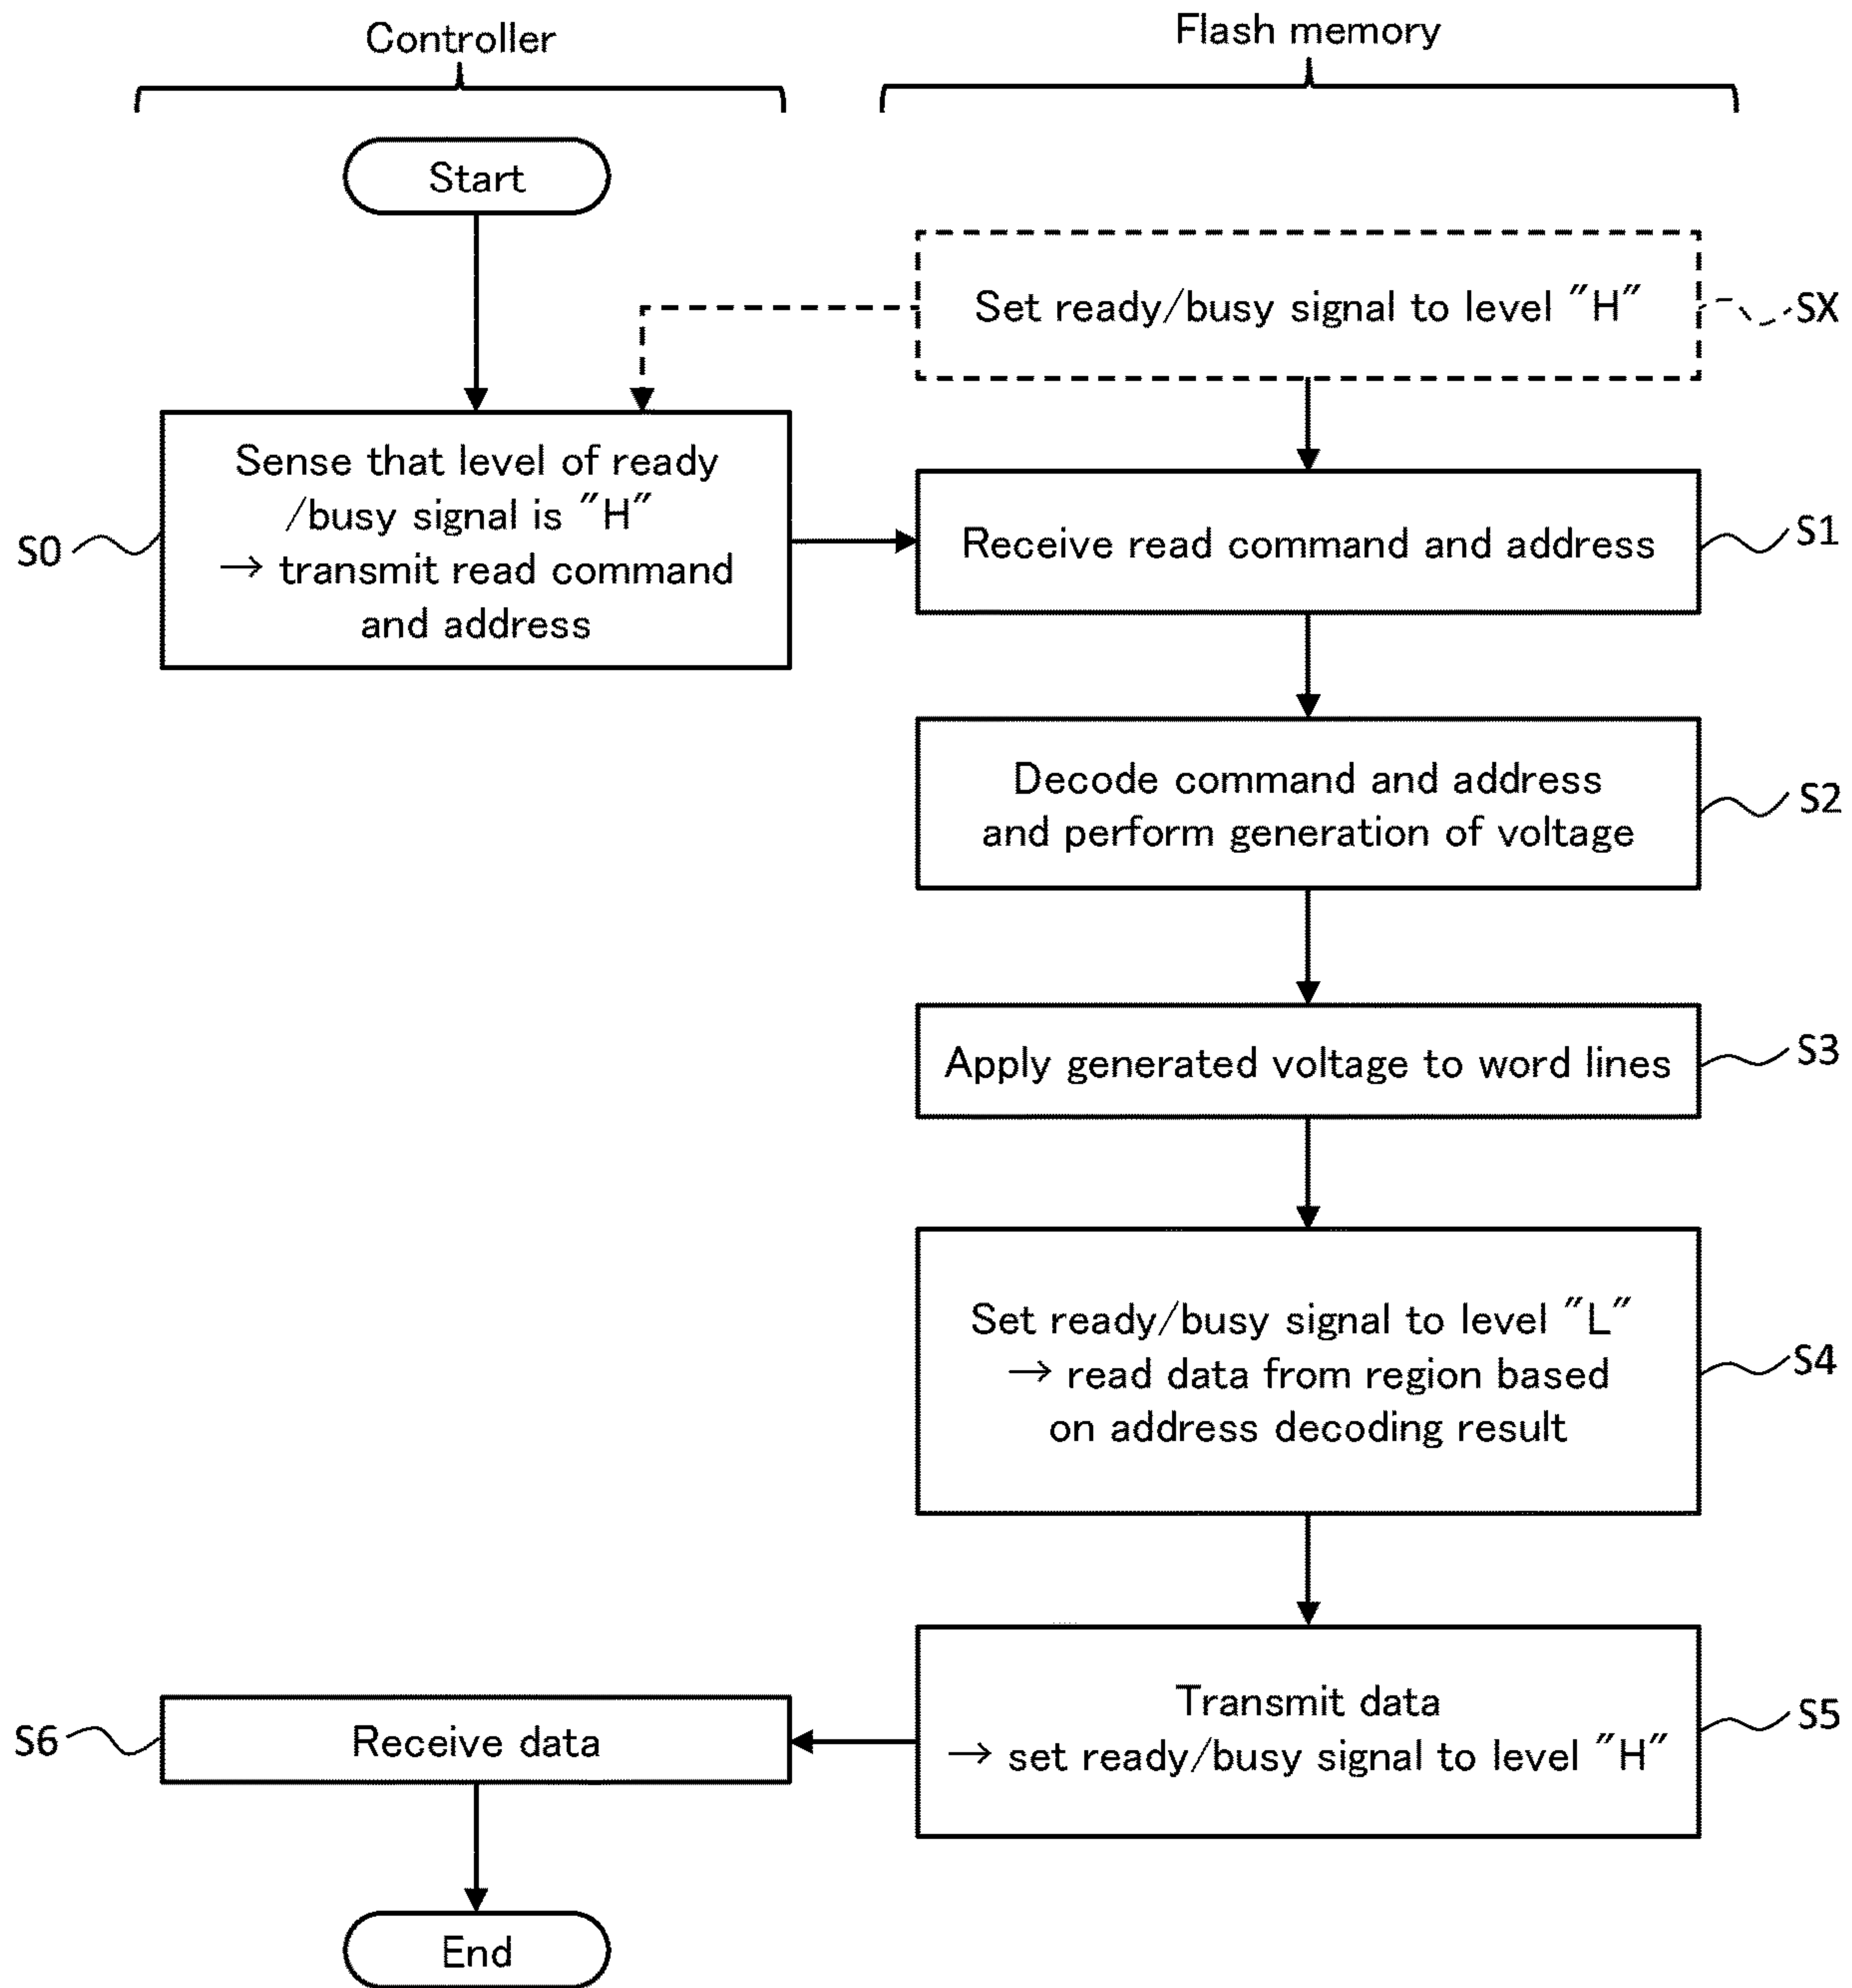 Controller
Flash memory
Start
Set ready/busy signal to level "H"
SX
Sense that level of ready
/busy signal is "H"
→ transmit read command
and address
S0
Receive read command and address
S1
Decode command and address
and perform generation of voltage
S2
Apply generated voltage to word lines
S3
Set ready/busy signal to level "L"
→ read data from region based
on address decoding result
S4
Transmit data
→ set ready/busy signal to level "H"
S5
S6
Receive data
End